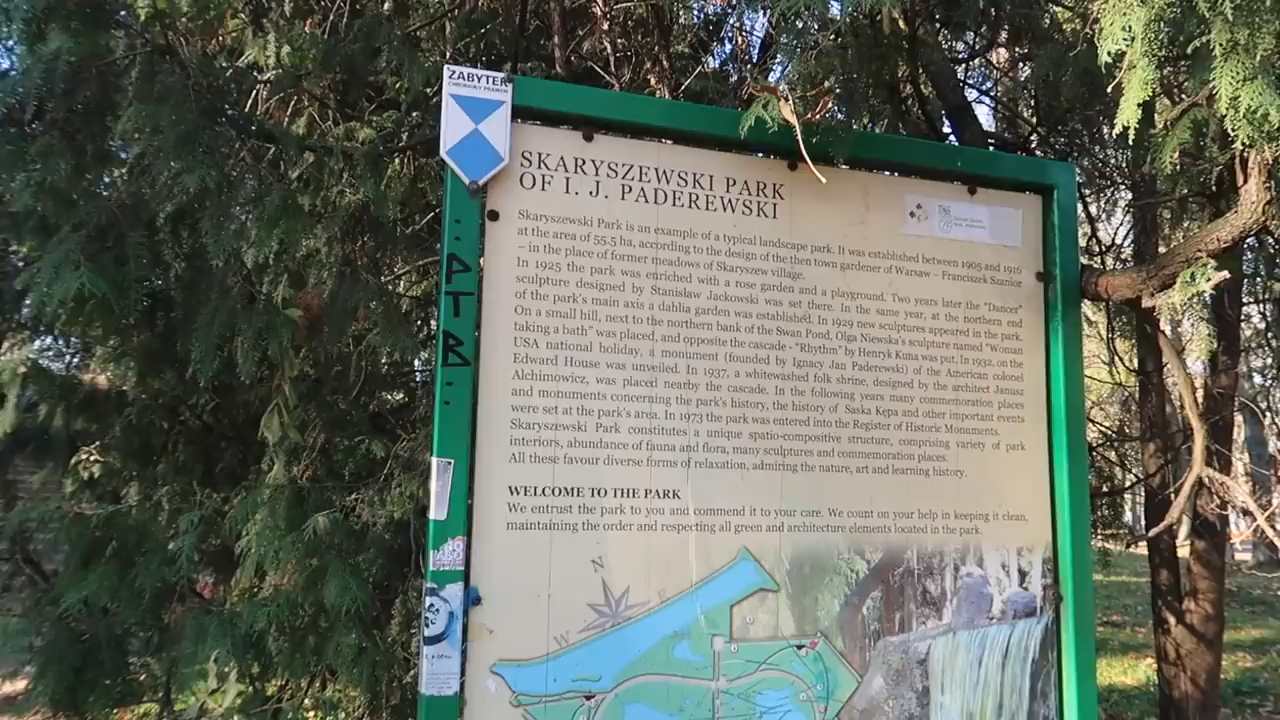 ZABYTEK
CHRONIONY PRAWEM
SKARYSZEWSKI PARK
OF I. J. PADEREWSKI
Skaryszewski Park is an example of a typical landscape park. It was established between 1905 and 1916
at the area of 55.5 ha, according to the design of the then town gardener of Warsaw – Franciszek Szanior
– in the place of former meadows of Skaryszew village.
In 1925 the park was enriched with a rose garden and a playground. Two years later the "Dancer"
sculpture designed by Stanisław Jackowski was set there. In the same year, at the northern end
of the park's main axis a dahlia garden was established. In 1929 new sculptures appeared in the park.
On a small hill, next to the northern bank of the Swan Pond, Olga Niewska's sculpture named "Woman
taking a bath" was placed, and opposite the cascade - "Rhythm" by Henryk Kuna was put. In 1932, on the
USA national holiday, a monument (founded by Ignacy Jan Paderewski) of the American colonel
Edward House was unveiled. In 1937, a whitewashed folk shrine, designed by the architect Janusz
Alchimowicz, was placed nearby the cascade. In the following years many commemoration places
and monuments concerning the park's history, the history of Saska Kępa and other important events
were set at the park's area. In 1973 the park was entered into the Register of Historic Monuments.
Skaryszewski Park constitutes a unique spatio-compositive structure, comprising variety of park
interiors, abundance of fauna and flora, many sculptures and commemoration places.
All these favour diverse forms of relaxation, admiring the nature, art and learning history.
WELCOME TO THE PARK
We entrust the park to you and commend it to your care. We count on your help in keeping it clean,
maintaining the order and respecting all green and architecture elements located in the park.
N
W